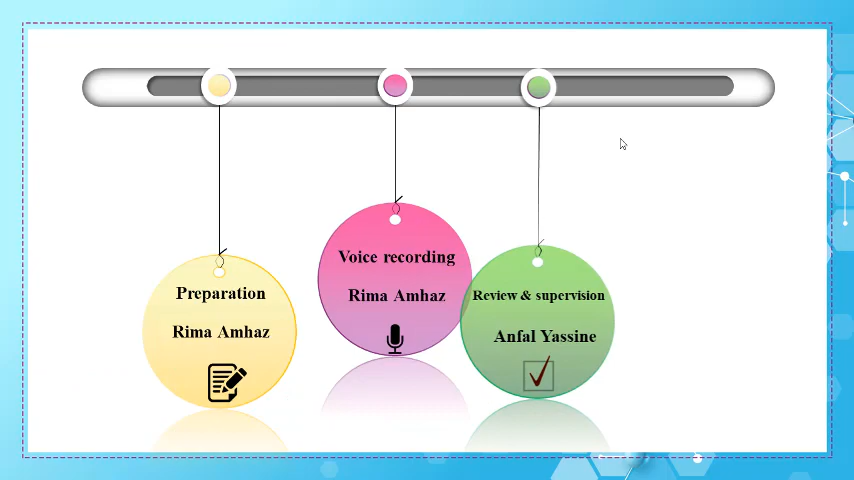 Preparation
Rima Amhaz
Voice recording
Rima Amhaz
Review & supervision
Anfal Yassine